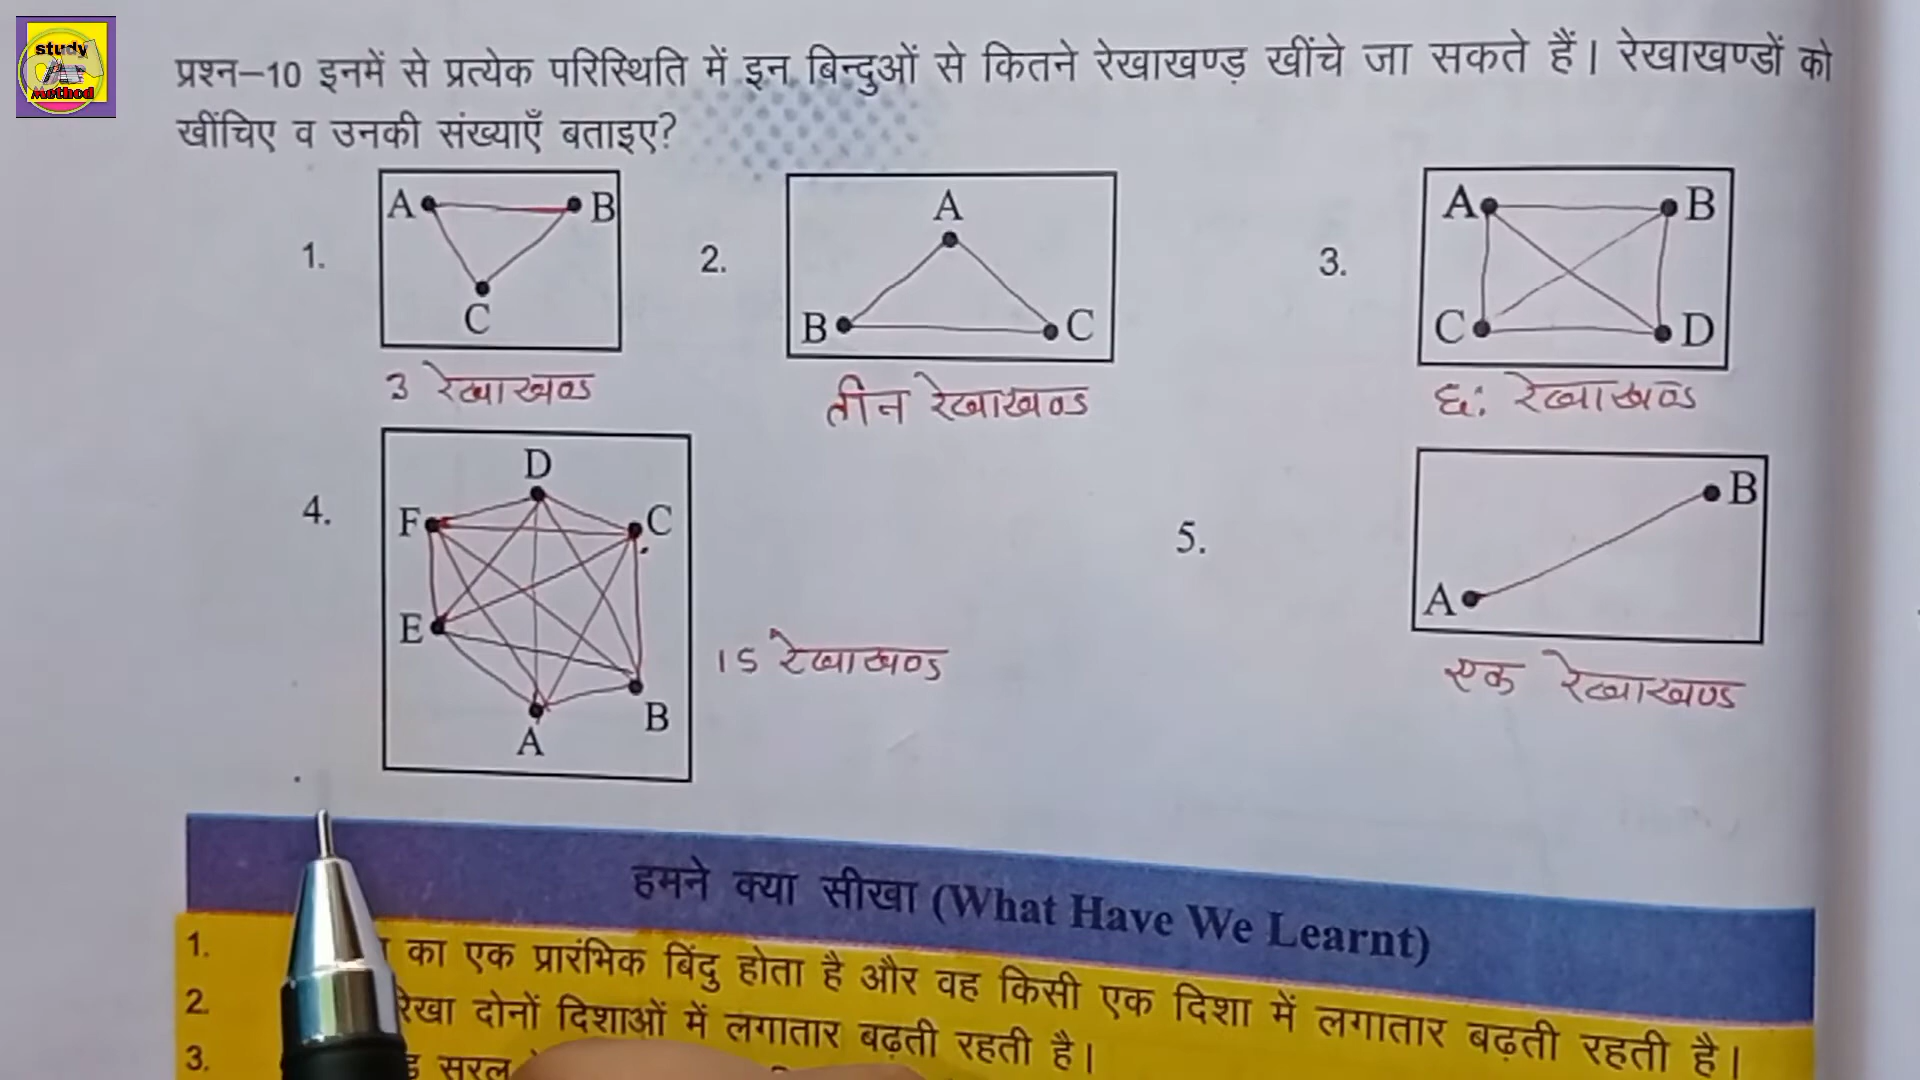 study
Art
Method
प्रश्न–10 इनमें से प्रत्येक परिस्थिति में इन बिन्दुओं से कितने रेखाखण्ड़ खींचे जा सकते हैं। रेखाखण्डों को
खींचिए व उनकी संख्याएँ बताइए?
1.
A B
C
3 रेखाखण्ड
2.
A
B C
तीन रेखाखण्ड
3.
A B
C D
छ: रेखाखण्ड
4.
D
F C
E
B
A
15 रेखाखण्ड
5.
B
A
एक रेखाखण्ड
हमने क्या सीखा (What Have We Learnt)
1. का एक प्रारंभिक बिंदु होता है और वह किसी एक दिशा में लगातार बढ़ती रहती है।
2. रेखा दोनों दिशाओं में लगातार बढ़ती रहती है।
3. सरल